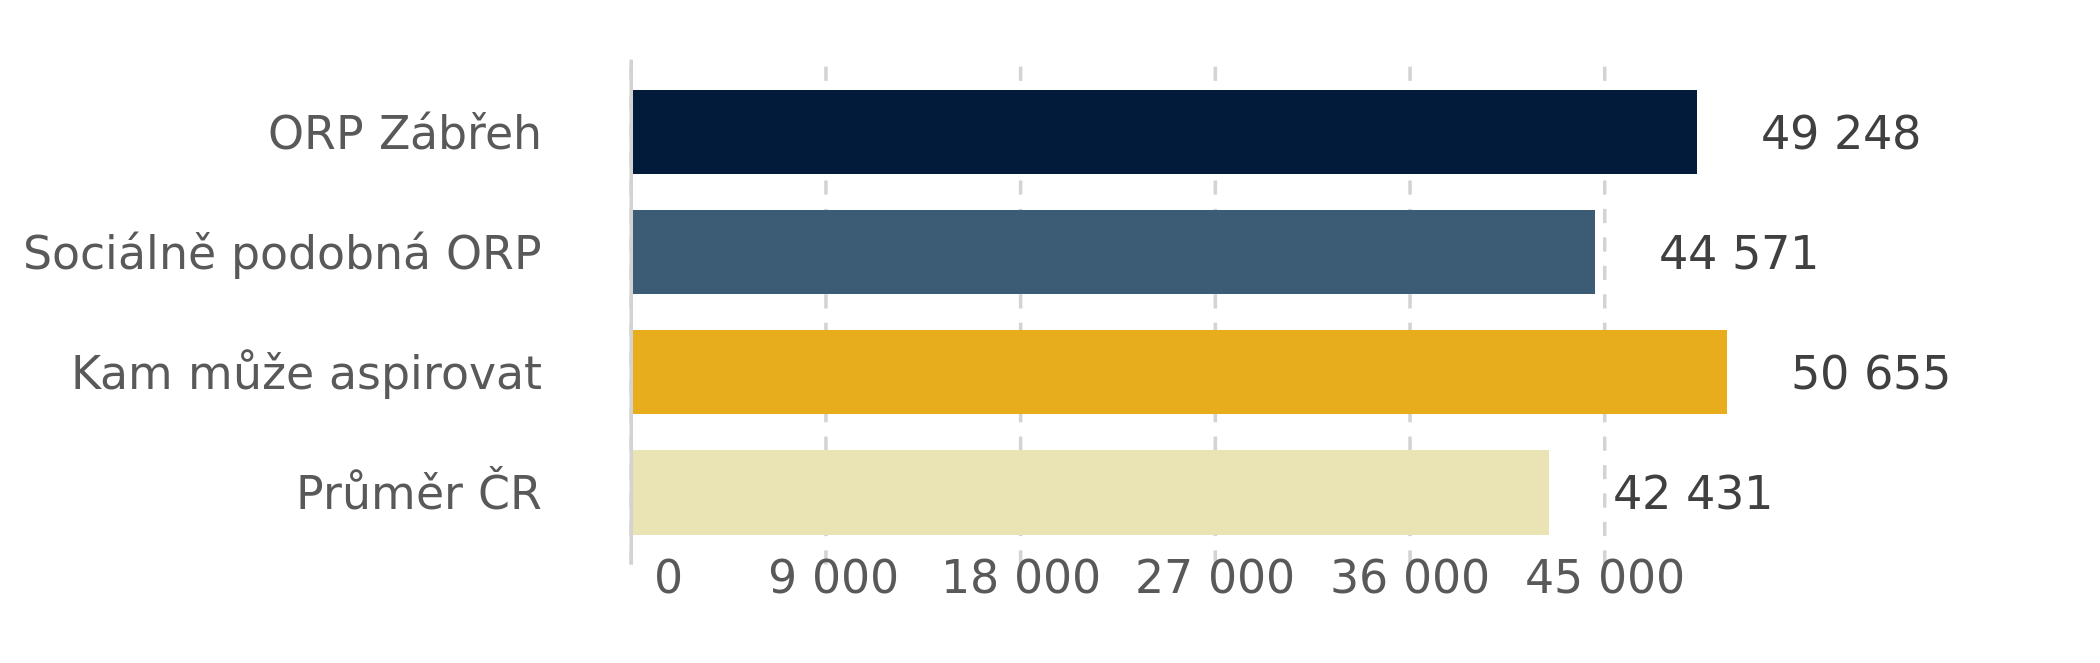 ORP Zábřeh 49 248
Sociálně podobná ORP 44 571
Kam může aspirovat 50 655
Průměr ČR 42 431
0 9 000 18 000 27 000 36 000 45 000